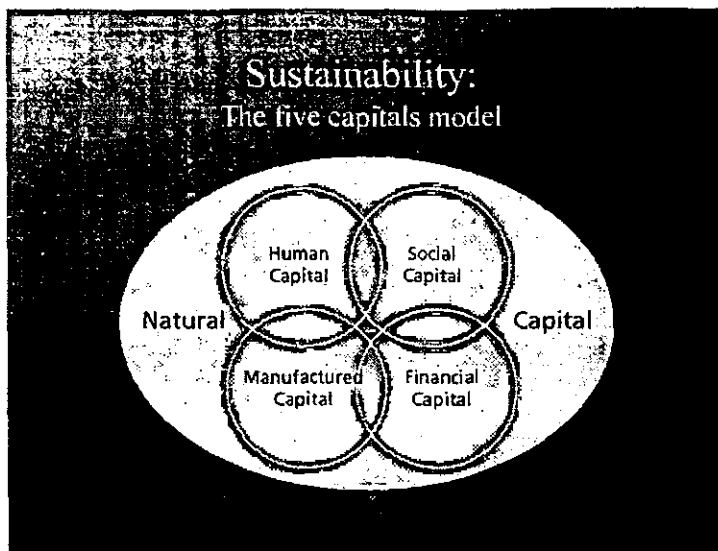 Sustainability:
The five capitals model
Human
Capital
Social
Capital
Natural
Capital
Manufactured
Capital
Financial
Capital